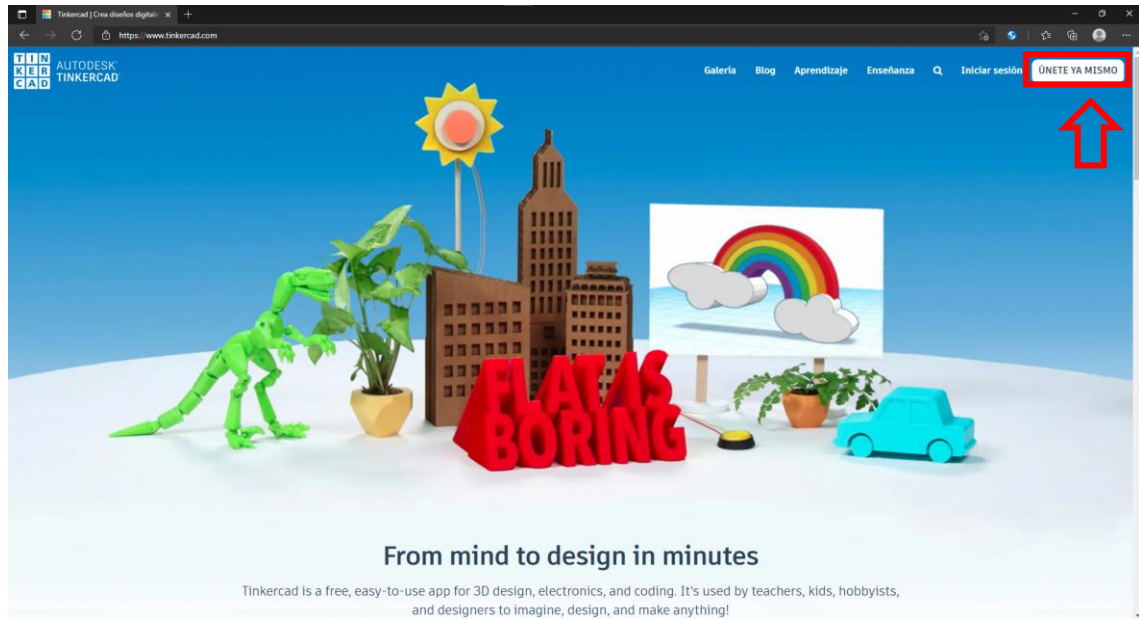 Tinkercad | Crea diseños digitale
https://www.tinkercad.com
TIN
KER
CAD
AUTODESK
TINKERCAD
Galería Blog Aprendizaje Enseñanza Iniciar sesión ÚNETE YA MISMO
FLAT IS
BORING
From mind to design in minutes
Tinkercad is a free, easy-to-use app for 3D design, electronics, and coding. It's used by teachers, kids, hobbyists,
and designers to imagine, design, and make anything!